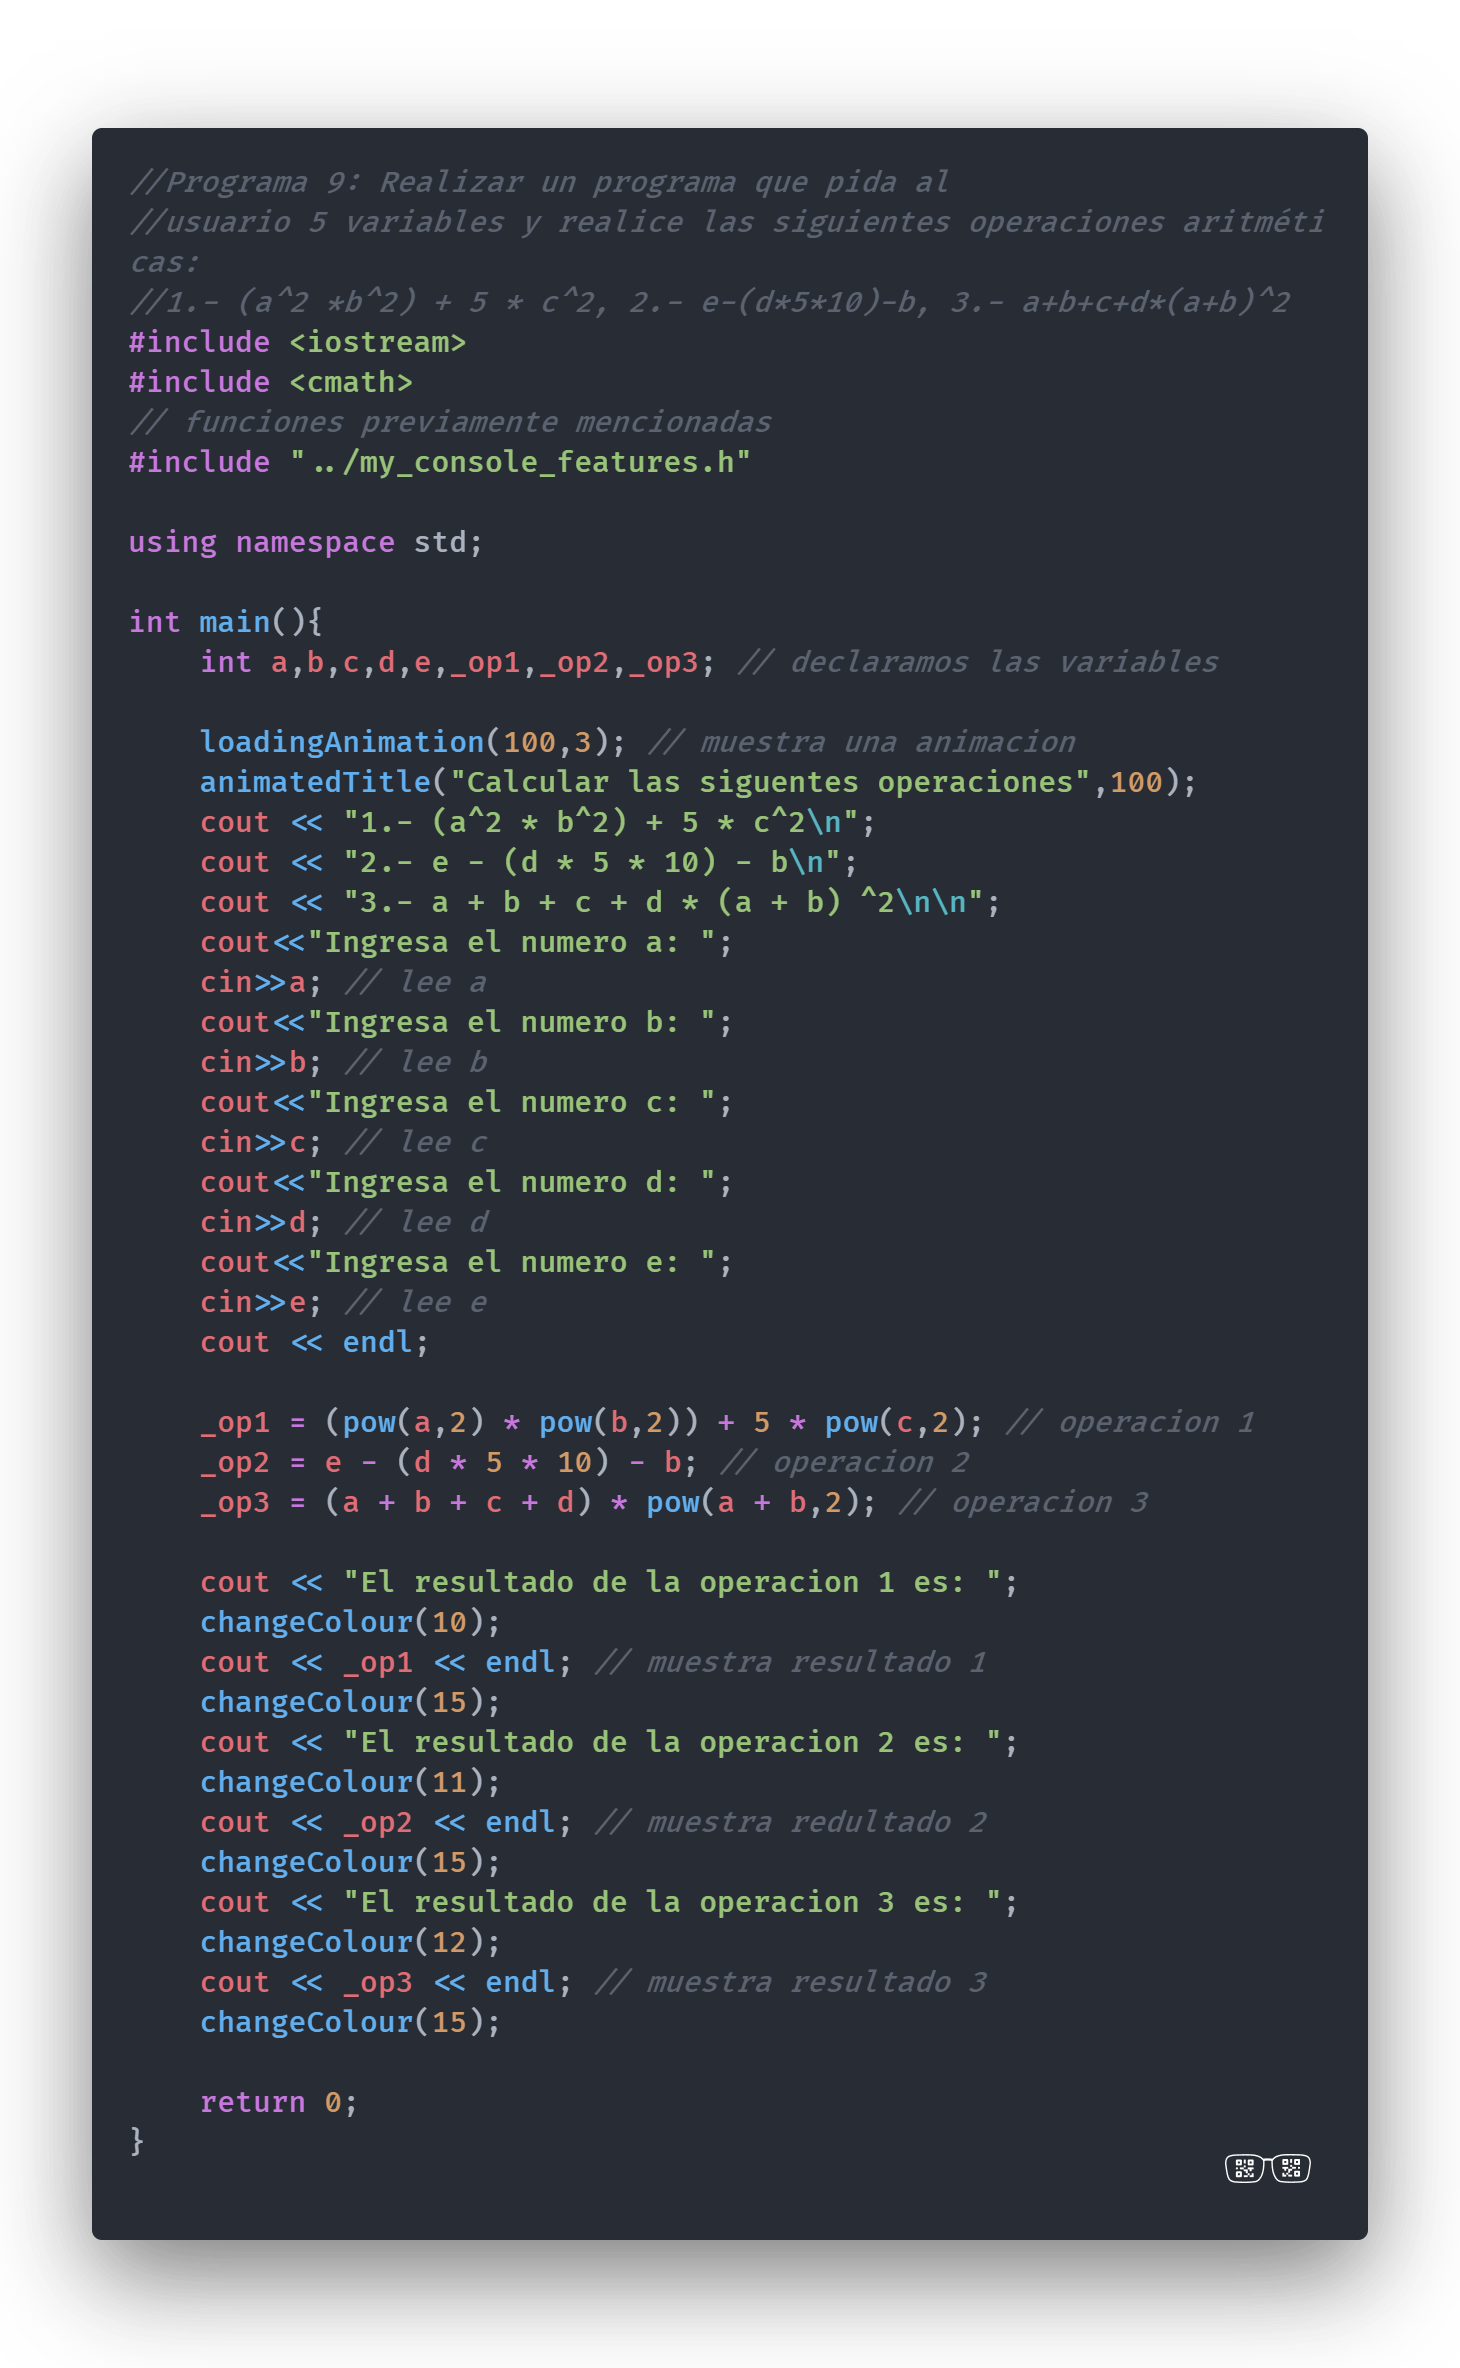 //Programa 9: Realizar un programa que pida al
//usuario 5 variables y realice las siguientes operaciones aritméti
cas:
//1.- (a^2 *b^2) + 5 * c^2, 2.- e-(d*5*10)-b, 3.- a+b+c+d*(a+b)^2
#include <iostream>
#include <cmath>
// funciones previamente mencionadas
#include "../my_console_features.h"

using namespace std;

int main(){
    int a,b,c,d,e,_op1,_op2,_op3; // declaramos las variables

    loadingAnimation(100,3); // muestra una animacion
    animatedTitle("Calcular las siguentes operaciones",100);
    cout << "1.- (a^2 * b^2) + 5 * c^2\n";
    cout << "2.- e - (d * 5 * 10) - b\n";
    cout << "3.- a + b + c + d * (a + b) ^2\n\n";
    cout<<"Ingresa el numero a: ";
    cin>>a; // lee a
    cout<<"Ingresa el numero b: ";
    cin>>b; // lee b
    cout<<"Ingresa el numero c: ";
    cin>>c; // lee c
    cout<<"Ingresa el numero d: ";
    cin>>d; // lee d
    cout<<"Ingresa el numero e: ";
    cin>>e; // lee e
    cout << endl;

    _op1 = (pow(a,2) * pow(b,2)) + 5 * pow(c,2); // operacion 1
    _op2 = e - (d * 5 * 10) - b; // operacion 2
    _op3 = (a + b + c + d) * pow(a + b,2); // operacion 3

    cout << "El resultado de la operacion 1 es: ";
    changeColour(10);
    cout << _op1 << endl; // muestra resultado 1
    changeColour(15);
    cout << "El resultado de la operacion 2 es: ";
    changeColour(11);
    cout << _op2 << endl; // muestra redultado 2
    changeColour(15);
    cout << "El resultado de la operacion 3 es: ";
    changeColour(12);
    cout << _op3 << endl; // muestra resultado 3
    changeColour(15);

    return 0;
}